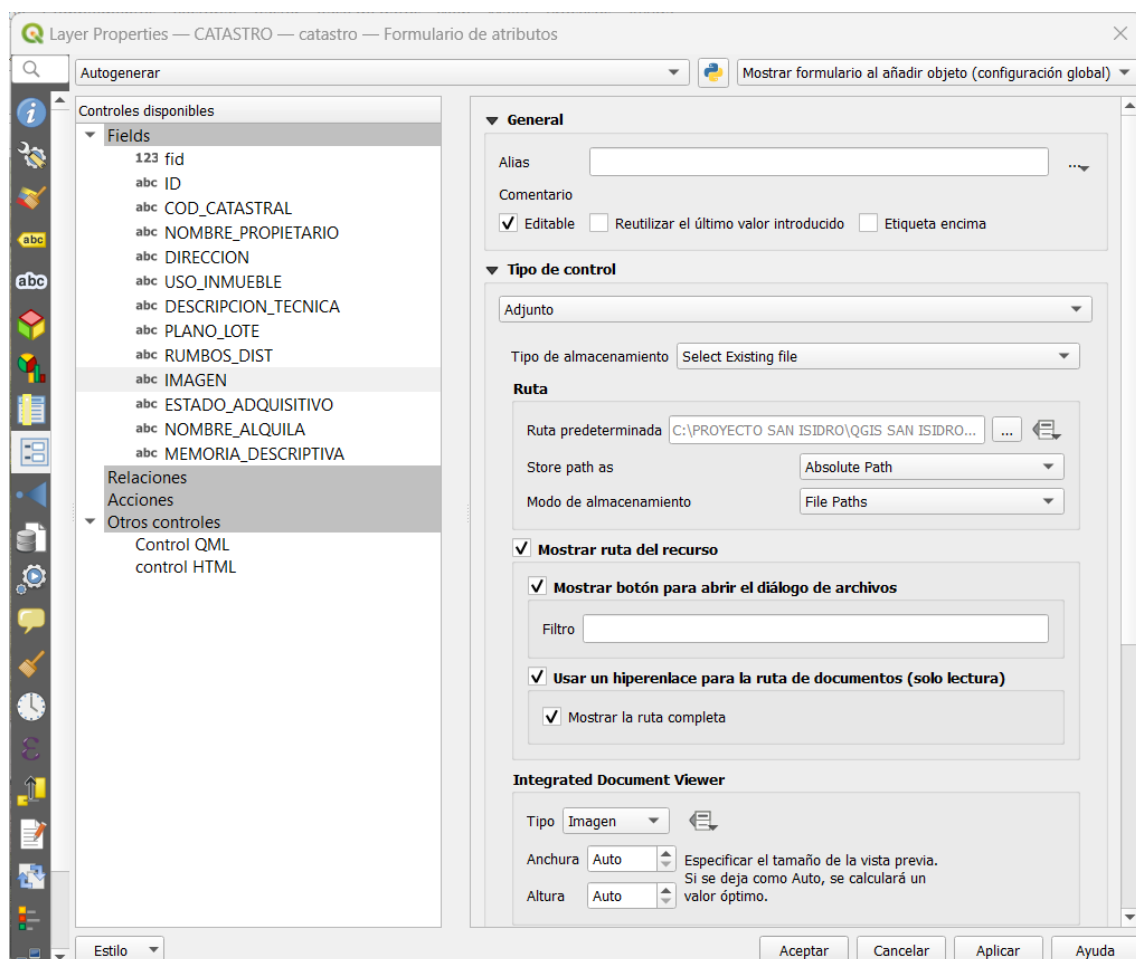 Layer Properties — CATASTRO — catastro — Formulario de atributos
Autogenerar
Mostrar formulario al añadir objeto (configuración global)
Controles disponibles
Fields
123 fid
abc ID
abc COD_CATASTRAL
abc NOMBRE_PROPIETARIO
abc DIRECCION
abc USO_INMUEBLE
abc DESCRIPCION_TECNICA
abc PLANO_LOTE
abc RUMBOS_DIST
abc IMAGEN
abc ESTADO_ADQUISITIVO
abc NOMBRE_ALQUILA
abc MEMORIA_DESCRIPTIVA
Relaciones
Acciones
Otros controles
Control QML
control HTML
abc
abc
General
Alias
...
Comentario
Editable Reutilizar el último valor introducido Etiqueta encima
Tipo de control
Adjunto
Tipo de almacenamiento Select Existing file
Ruta
Ruta predeterminada C:\PROYECTO SAN ISIDRO\QGIS SAN ISIDRO... ...
Store path as Absolute Path
Modo de almacenamiento File Paths
Mostrar ruta del recurso
Mostrar botón para abrir el diálogo de archivos
Filtro
Usar un hiperenlace para la ruta de documentos (solo lectura)
Mostrar la ruta completa
Integrated Document Viewer
Tipo Imagen
Anchura Auto
Altura Auto
Especificar el tamaño de la vista previa.
Si se deja como Auto, se calculará un
valor óptimo.
Estilo
Aceptar Cancelar Aplicar Ayuda